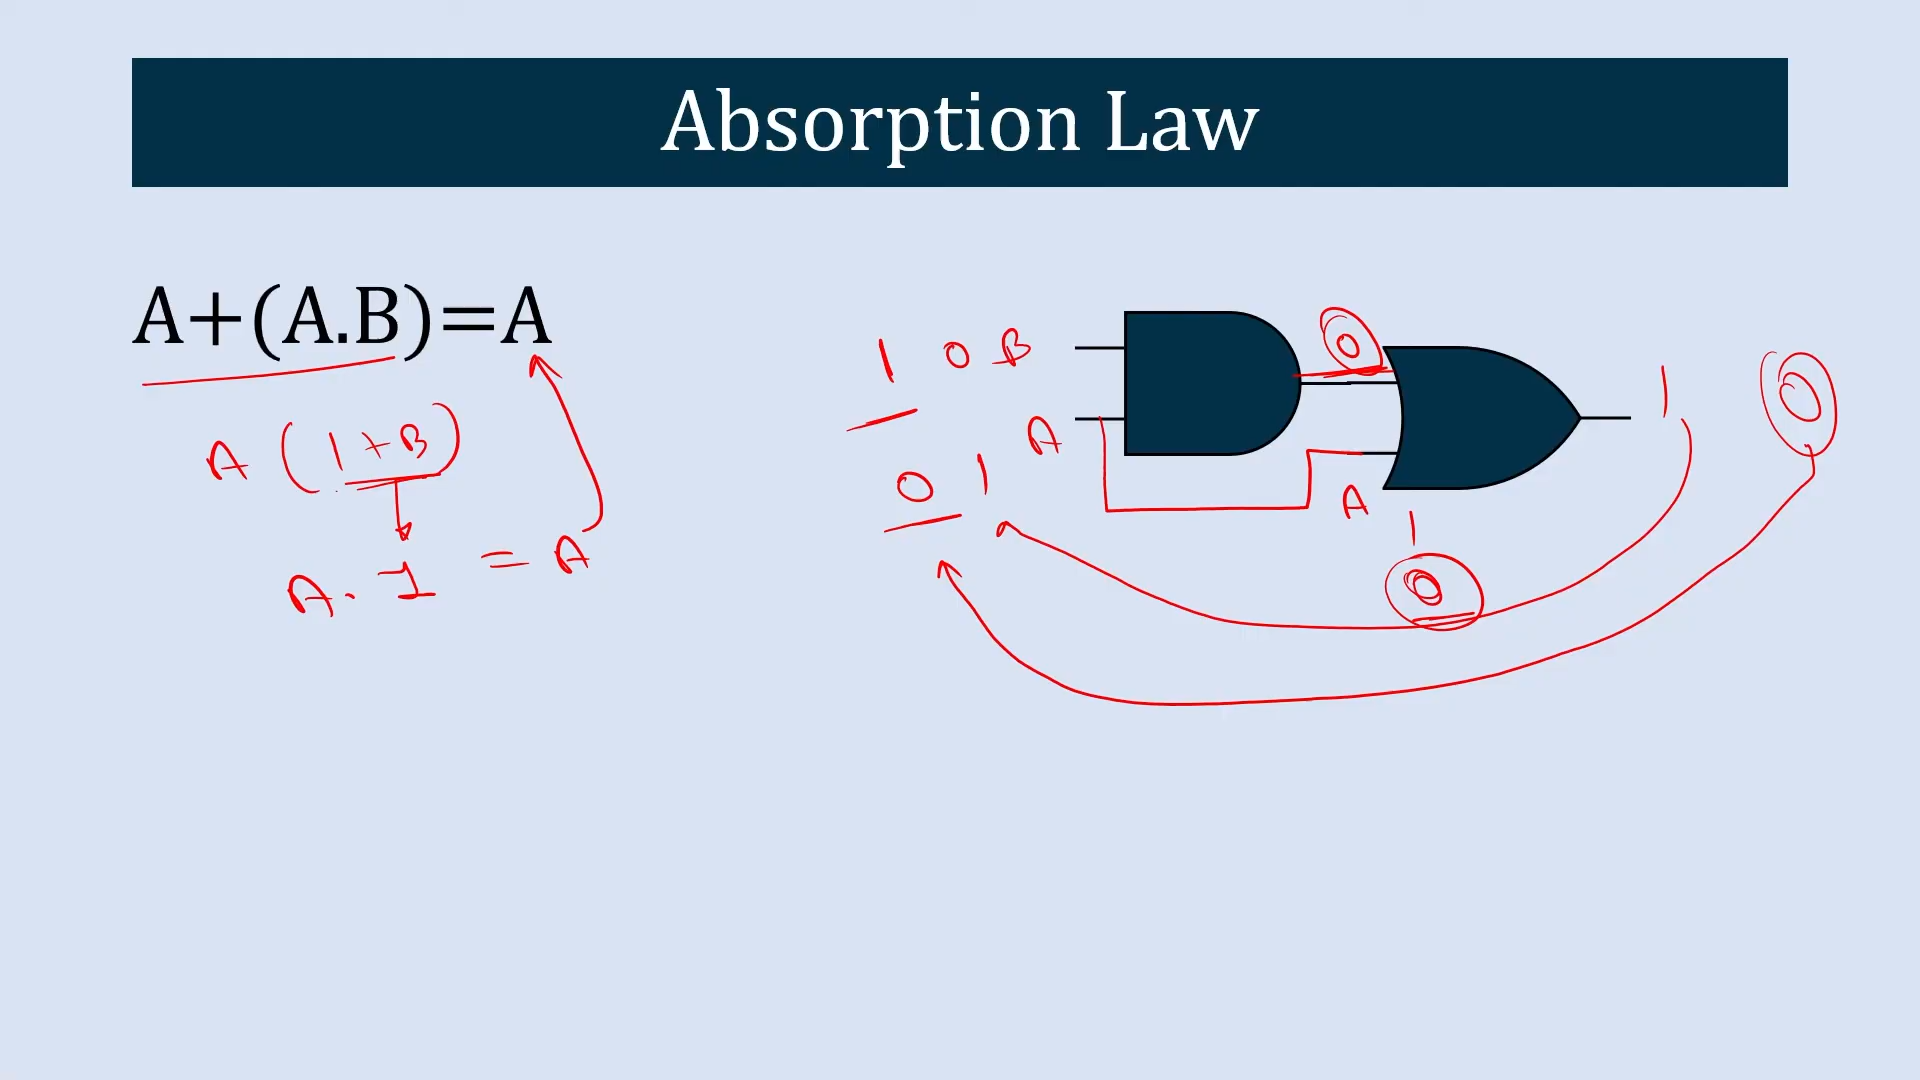 Absorption Law
A+(A.B)=A
A (1+B)
A . 1 = A
1 0 B
A
0 1
0
A
1
0
1
0